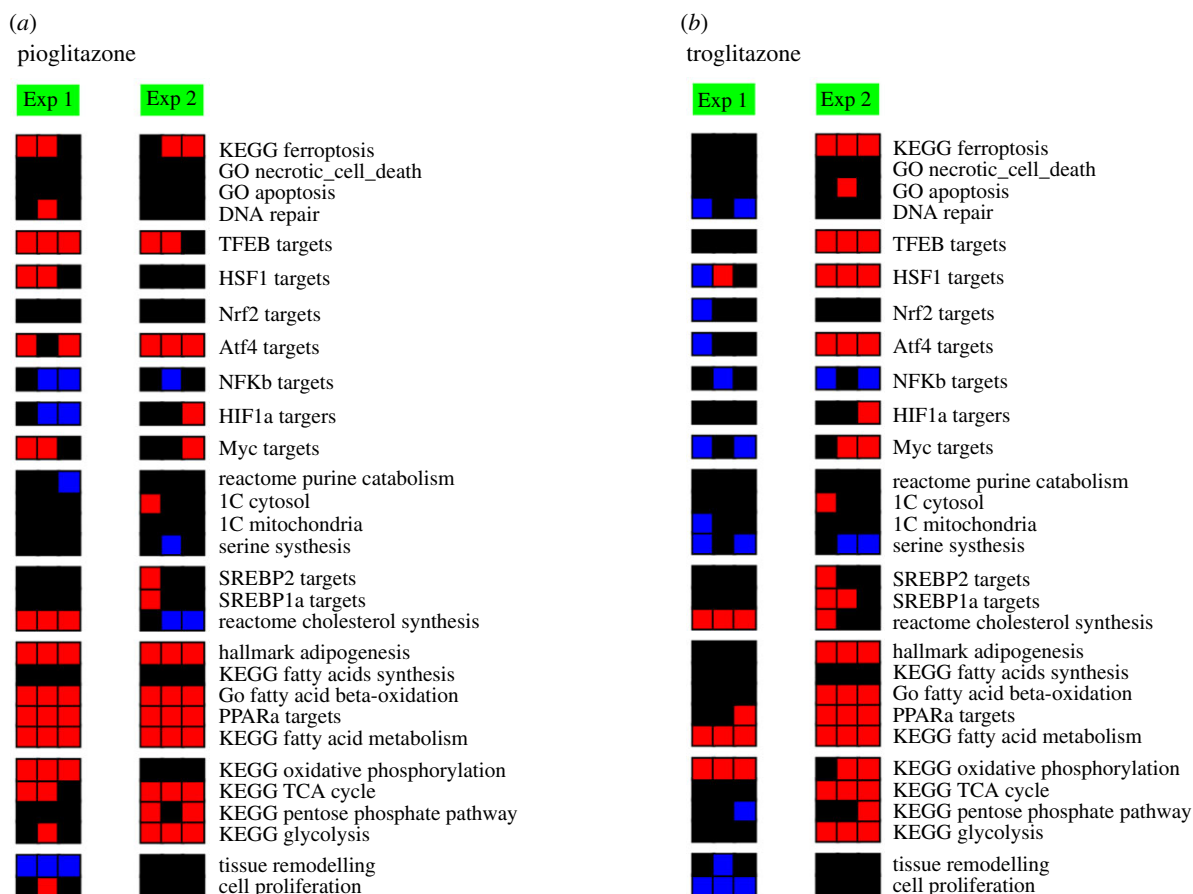 (a)
pioglitazone
Exp 1
Exp 2
KEGG ferroptosis
GO necrotic_cell_death
GO apoptosis
DNA repair
TFEB targets
HSF1 targets
Nrf2 targets
Atf4 targets
NFKb targets
HIF1a targers
Myc targets
reactome purine catabolism
1C cytosol
1C mitochondria
serine systhesis
SREBP2 targets
SREBP1a targets
reactome cholesterol synthesis
hallmark adipogenesis
KEGG fatty acids synthesis
Go fatty acid beta-oxidation
PPARa targets
KEGG fatty acid metabolism
KEGG oxidative phosphorylation
KEGG TCA cycle
KEGG pentose phosphate pathway
KEGG glycolysis
tissue remodelling
cell proliferation
(b)
troglitazone
Exp 1
Exp 2
KEGG ferroptosis
GO necrotic_cell_death
GO apoptosis
DNA repair
TFEB targets
HSF1 targets
Nrf2 targets
Atf4 targets
NFKb targets
HIF1a targers
Myc targets
reactome purine catabolism
1C cytosol
1C mitochondria
serine systhesis
SREBP2 targets
SREBP1a targets
reactome cholesterol synthesis
hallmark adipogenesis
KEGG fatty acids synthesis
Go fatty acid beta-oxidation
PPARa targets
KEGG fatty acid metabolism
KEGG oxidative phosphorylation
KEGG TCA cycle
KEGG pentose phosphate pathway
KEGG glycolysis
tissue remodelling
cell proliferation